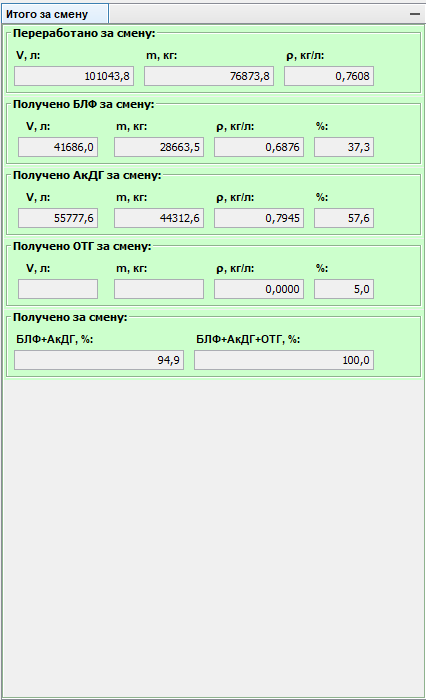 Итого за смену
Переработано за смену:
V, л: m, кг: ρ, кг/л:
101043,8 76873,8 0,7608
Получено БЛФ за смену:
V, л: m, кг: ρ, кг/л: %:
41686,0 28663,5 0,6876 37,3
Получено АкДГ за смену:
V, л: m, кг: ρ, кг/л: %:
55777,6 44312,6 0,7945 57,6
Получено ОТГ за смену:
V, л: m, кг: ρ, кг/л: %:
0,0000 5,0
Получено за смену:
БЛФ+АкДГ, %: БЛФ+АкДГ+ОТГ, %:
94,9 100,0